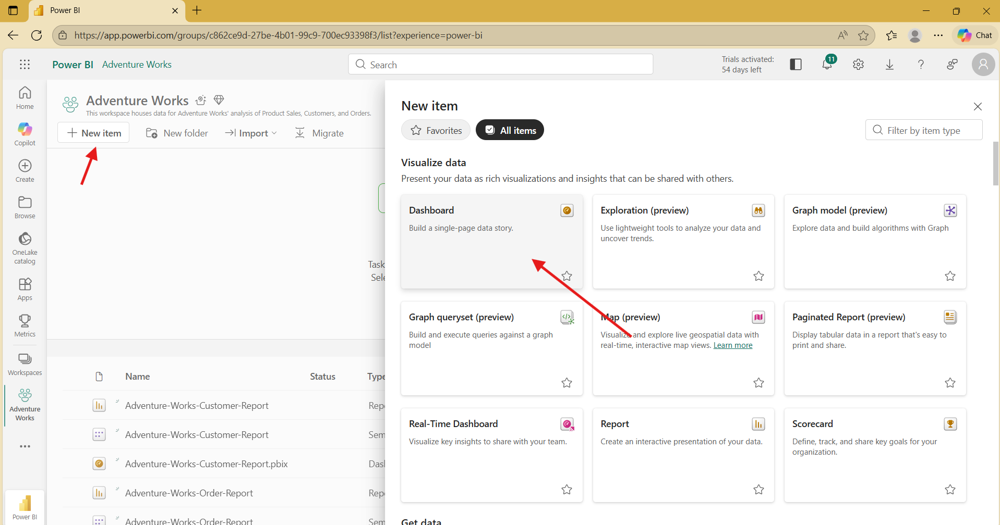 Power BI
https://app.powerbi.com/groups/c862ce9d-27be-4b01-99c9-700ec93398f3/list?experience=power-bi
Chat
Power BI Adventure Works
Search
Trials activated:
54 days left
11
Home
Copilot
Create
Browse
OneLake
catalog
Apps
Metrics
Workspaces
Adventure
Works
Power BI
Adventure Works
This workspace houses data for Adventure Works' analysis of Product Sales, Customers, and Orders.
New item
New folder
Import
Migrate
Task
Sele
Name Status Type
Adventure-Works-Customer-Report Rep
Adventure-Works-Customer-Report Sem
Adventure-Works-Customer-Report.pbix Das
Adventure-Works-Order-Report Rep
Adventure-Works-Order-Report Sem
New item
Favorites
All items
Filter by item type
Visualize data
Present your data as rich visualizations and insights that can be shared with others.
Dashboard
Build a single-page data story.
Exploration (preview)
Use lightweight tools to analyze your data and
uncover trends.
Graph model (preview)
Explore data and build algorithms with Graph
Graph queryset (preview)
Build and execute queries against a graph
model
Map (preview)
Visualize and explore live geospatial data with
real-time, interactive map views. Learn more
Paginated Report (preview)
Display tabular data in a report that's easy to
print and share.
Real-Time Dashboard
Visualize key insights to share with your team.
Report
Create an interactive presentation of your data.
Scorecard
Define, track, and share key goals for your
organization.
Get data